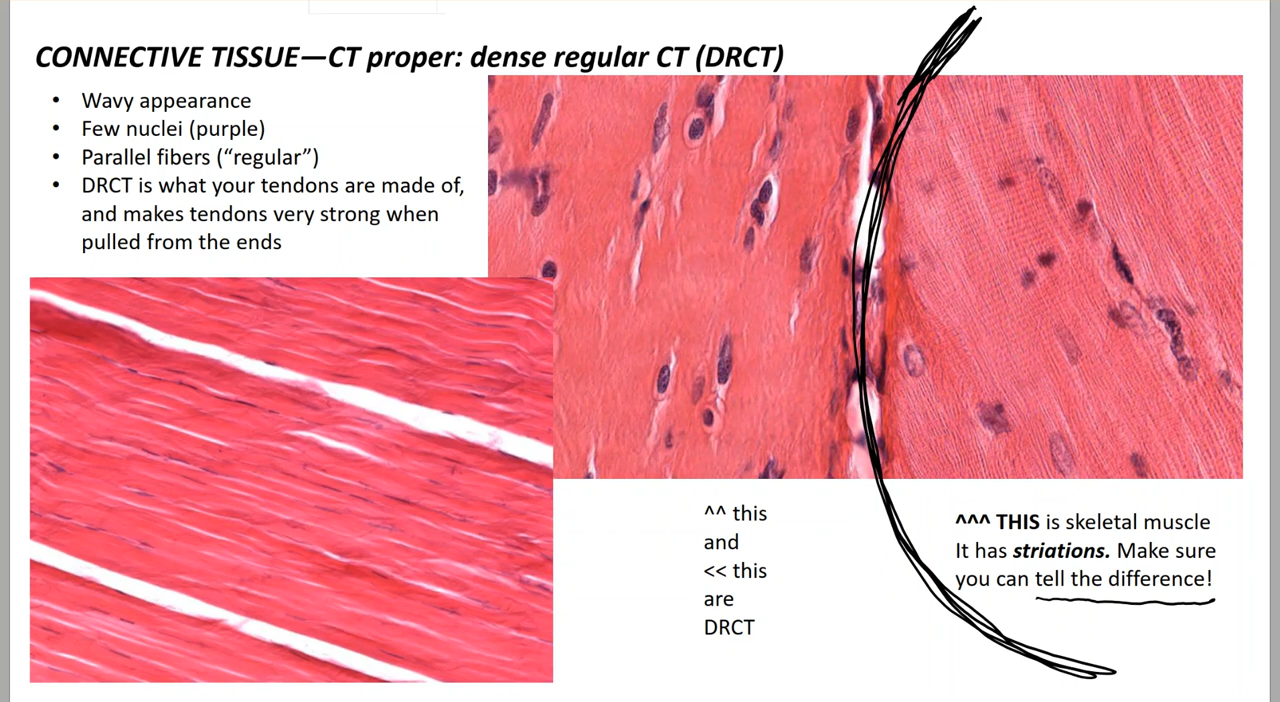 CONNECTIVE TISSUE—CT proper: dense regular CT (DRCT)
• Wavy appearance
• Few nuclei (purple)
• Parallel fibers (“regular”)
• DRCT is what your tendons are made of,
and makes tendons very strong when
pulled from the ends
^^ this
and
<< this
are
DRCT
^^^ THIS is skeletal muscle
It has striations. Make sure
you can tell the difference!